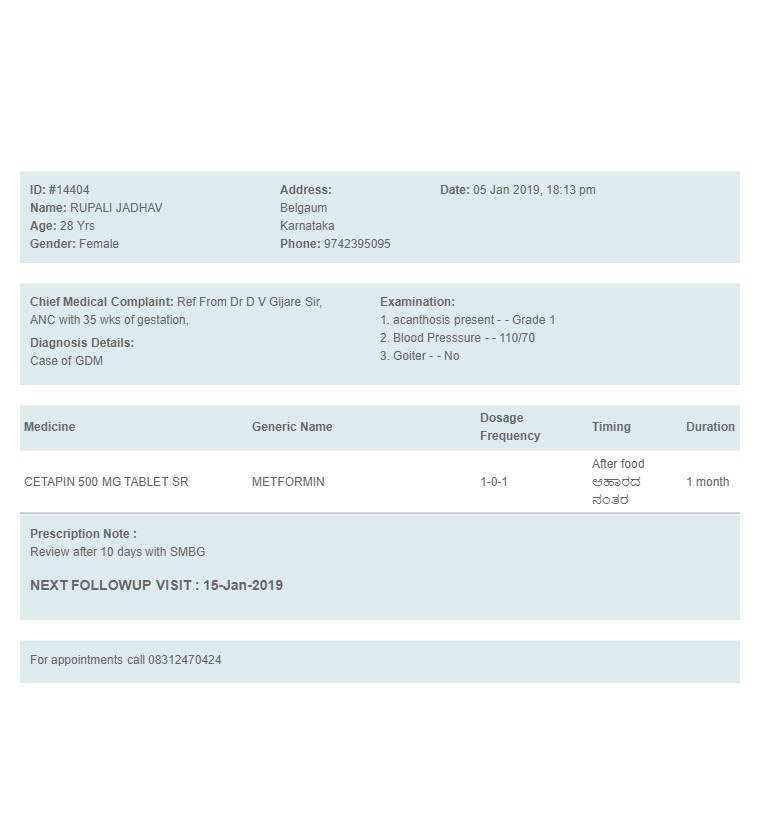 ID: #14404
Name: RUPALI JADHAV
Age: 28 Yrs
Gender: Female
Address:
Belgaum
Karnataka
Phone: 9742395095
Date: 05 Jan 2019, 18:13 pm
Chief Medical Complaint: Ref From Dr D V Gijare Sir,
ANC with 35 wks of gestation,
Diagnosis Details:
Case of GDM
Examination:
1. acanthosis present - - Grade 1
2. Blood Presssure - - 110/70
3. Goiter - - No
Medicine Generic Name Dosage Frequency Timing Duration
CETAPIN 500 MG TABLET SR METFORMIN 1-0-1 After food ಆಹಾರದ ನಂತರ 1 month
Prescription Note :
Review after 10 days with SMBG
NEXT FOLLOWUP VISIT : 15-Jan-2019
For appointments call 08312470424